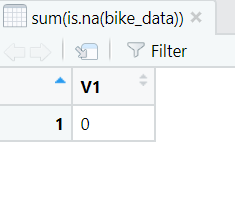 sum(is.na(bike_data))
Filter
V1
1 0